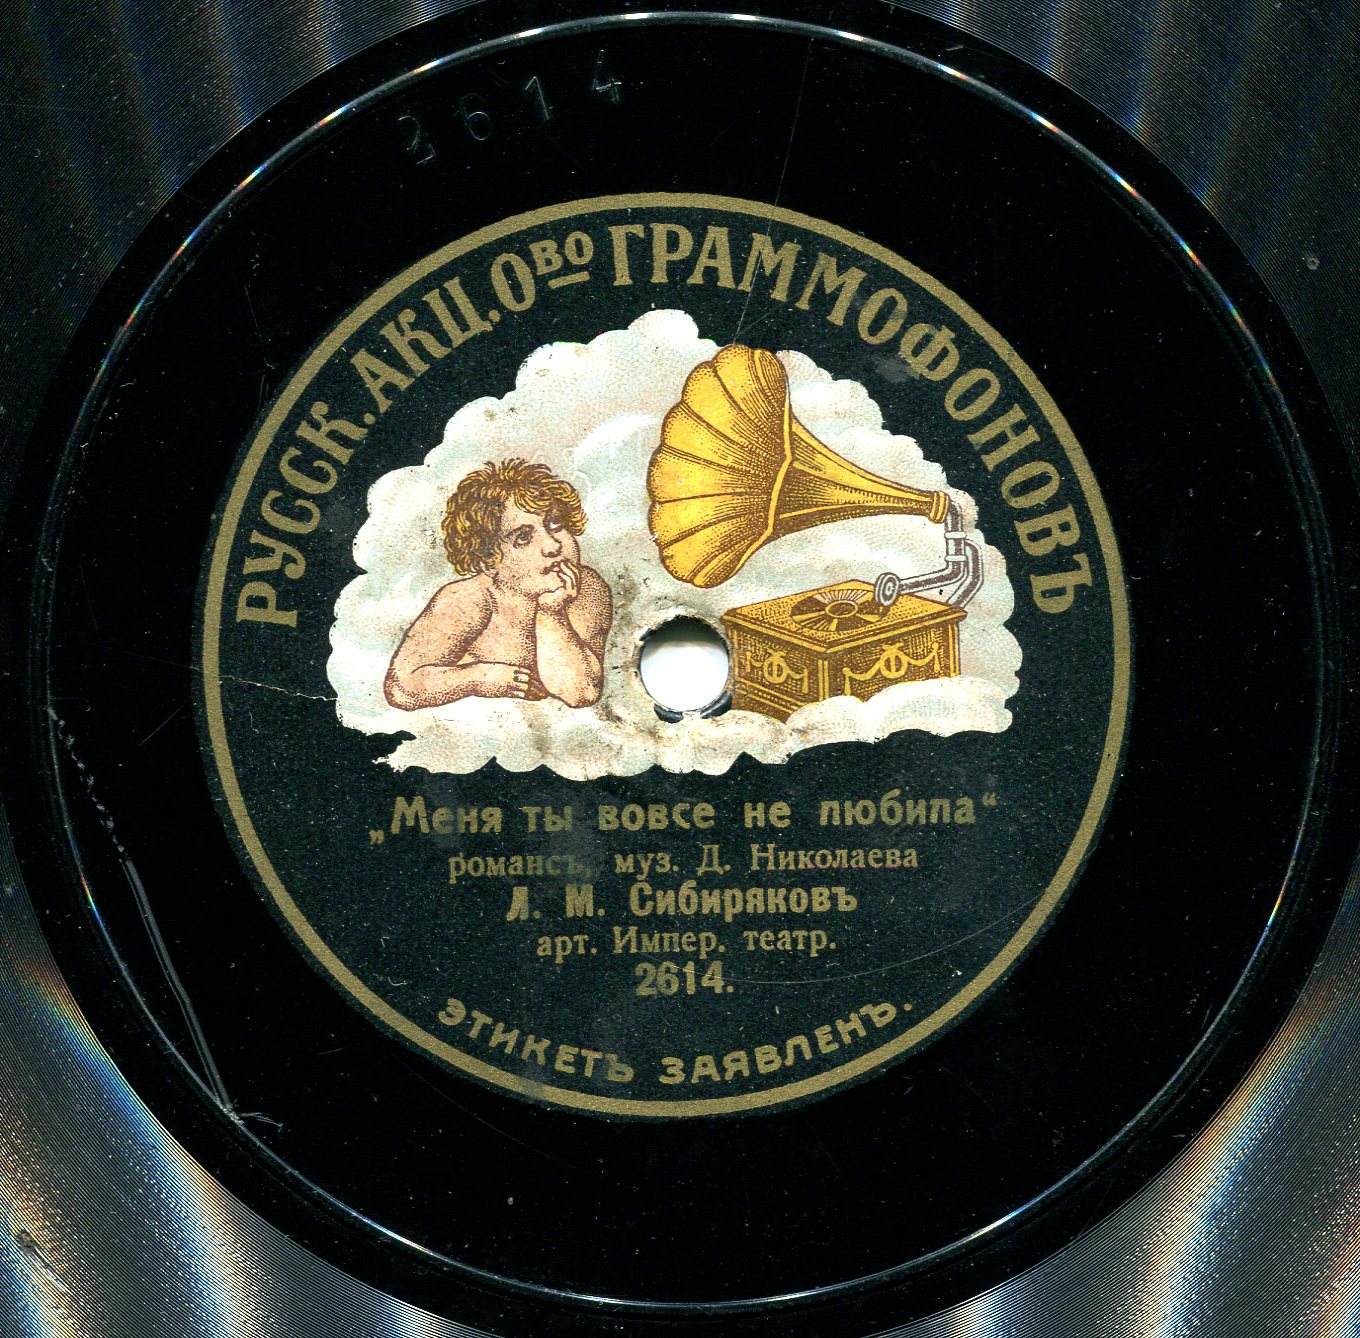 2614
РУССК. АКЦ. Ово ГРАММОФОНОВЪ
„Меня ты вовсе не любила“
романсъ, муз. Д. Николаева
Л. М. Сибиряковъ
арт. Импер. театр.
2614.
ЭТИКЕТЪ ЗАЯВЛЕНЪ.